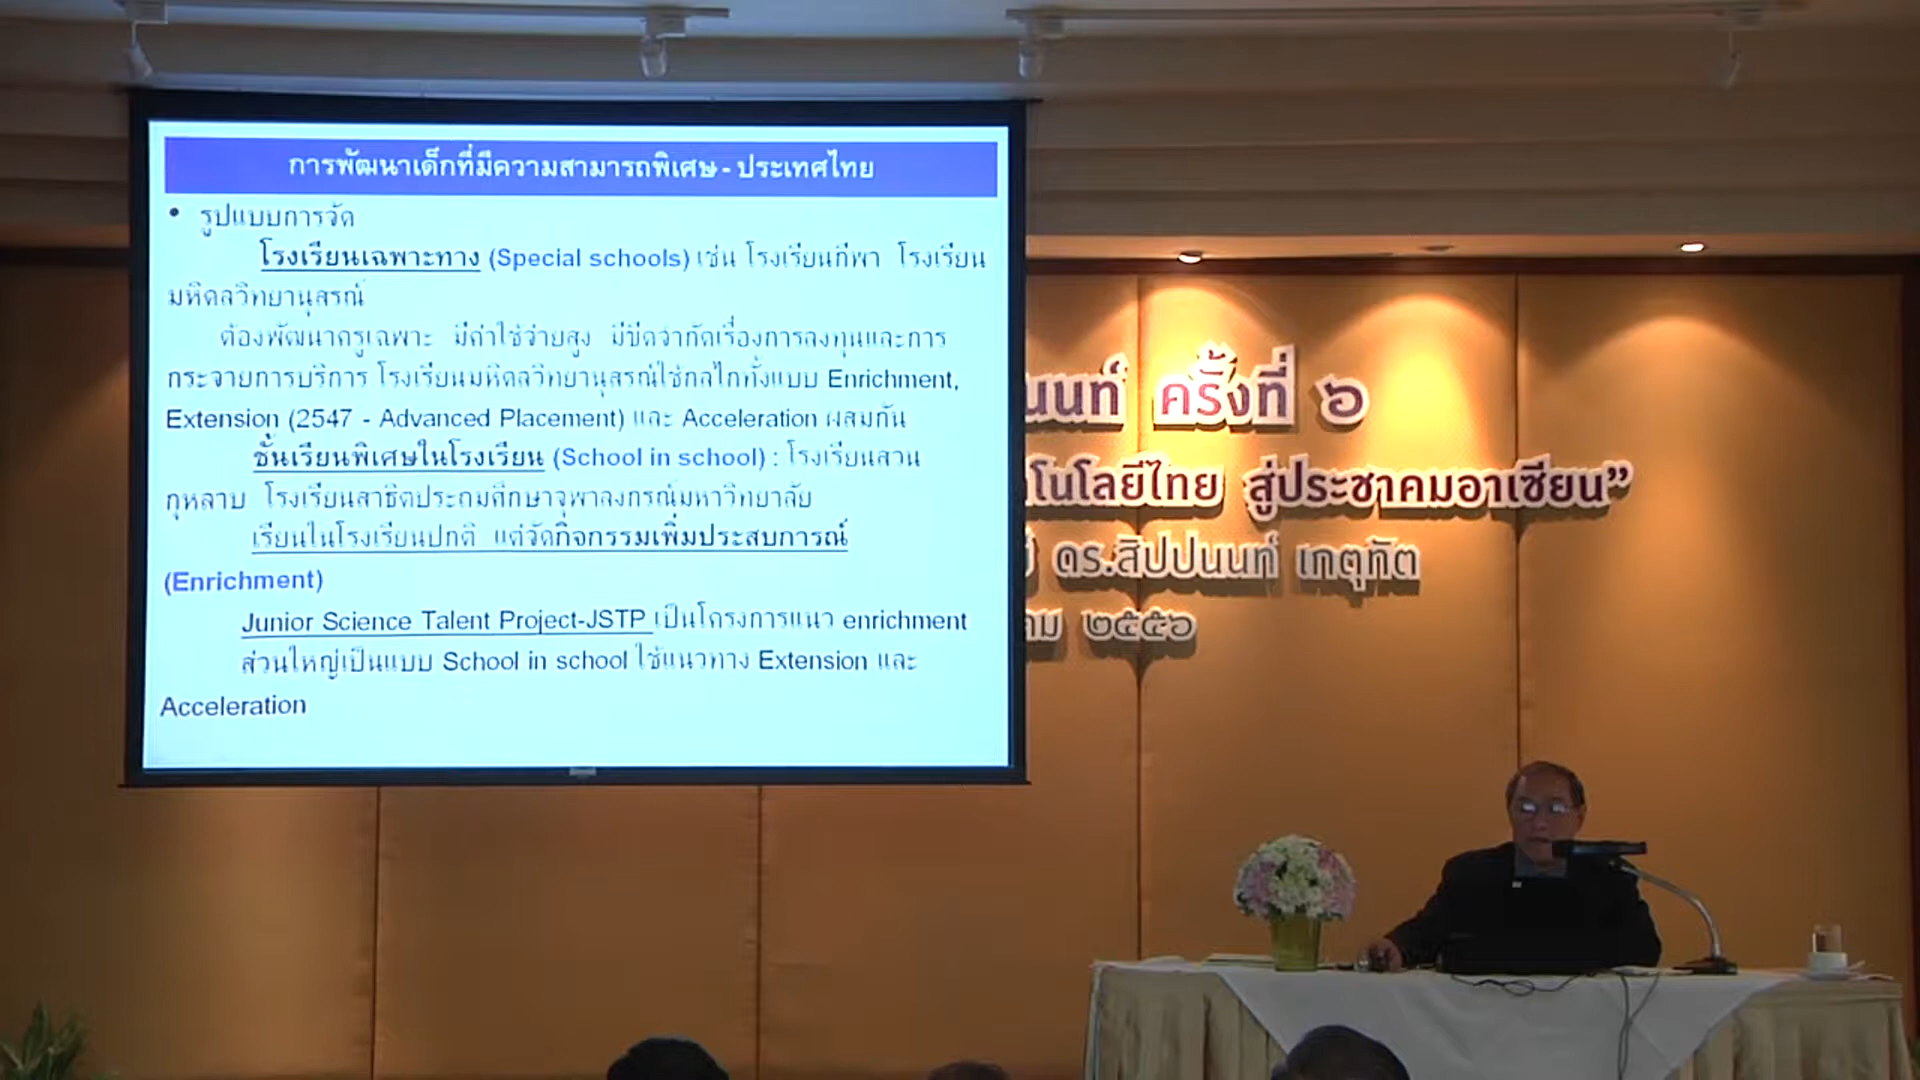 การพัฒนาเด็กที่มีความสามารถพิเศษ - ประเทศไทย
• รูปแบบการจัด
โรงเรียนเฉพาะทาง (Special schools) เช่น โรงเรียนกีฬา โรงเรียน
มหิดลวิทยานุสรณ์
ต้องพัฒนาครูเฉพาะ มีค่าใช้จ่ายสูง มีขีดจำกัดเรื่องการลงทุนและการ
กระจายการบริการ โรงเรียนมหิดลวิทยานุสรณ์ใช้กลไกทั้งแบบ Enrichment,
Extension (2547 - Advanced Placement) และ Acceleration ผสมกัน
ชั้นเรียนพิเศษในโรงเรียน (School in school) : โรงเรียนสวน
กุหลาบ โรงเรียนสาธิตประถมศึกษาจุฬาลงกรณ์มหาวิทยาลัย
เรียนในโรงเรียนปกติ แต่จัดกิจกรรมเพิ่มประสบการณ์
(Enrichment)
Junior Science Talent Project-JSTP เป็นโครงการแนว enrichment
ส่วนใหญ่เป็นแบบ School in school ใช้แนวทาง Extension และ
Acceleration
นนท์ ครั้งที่ ๖
โนโลยีไทย สู่ประชาคมอาเซียน”
ดร.สิปปนนท์ เกตุทัต
คม ๒๕๕๖